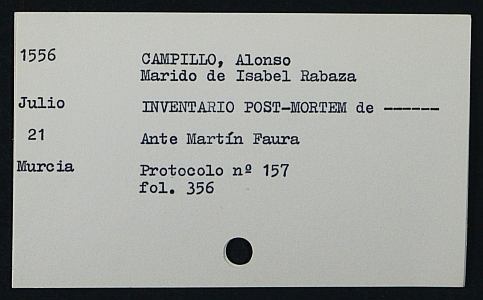 1556 CAMPILLO, Alonso
Marido de Isabel Rabaza
Julio INVENTARIO POST-MORTEM de ------
21 Ante Martín Faura
Murcia Protocolo nº 157
fol. 356